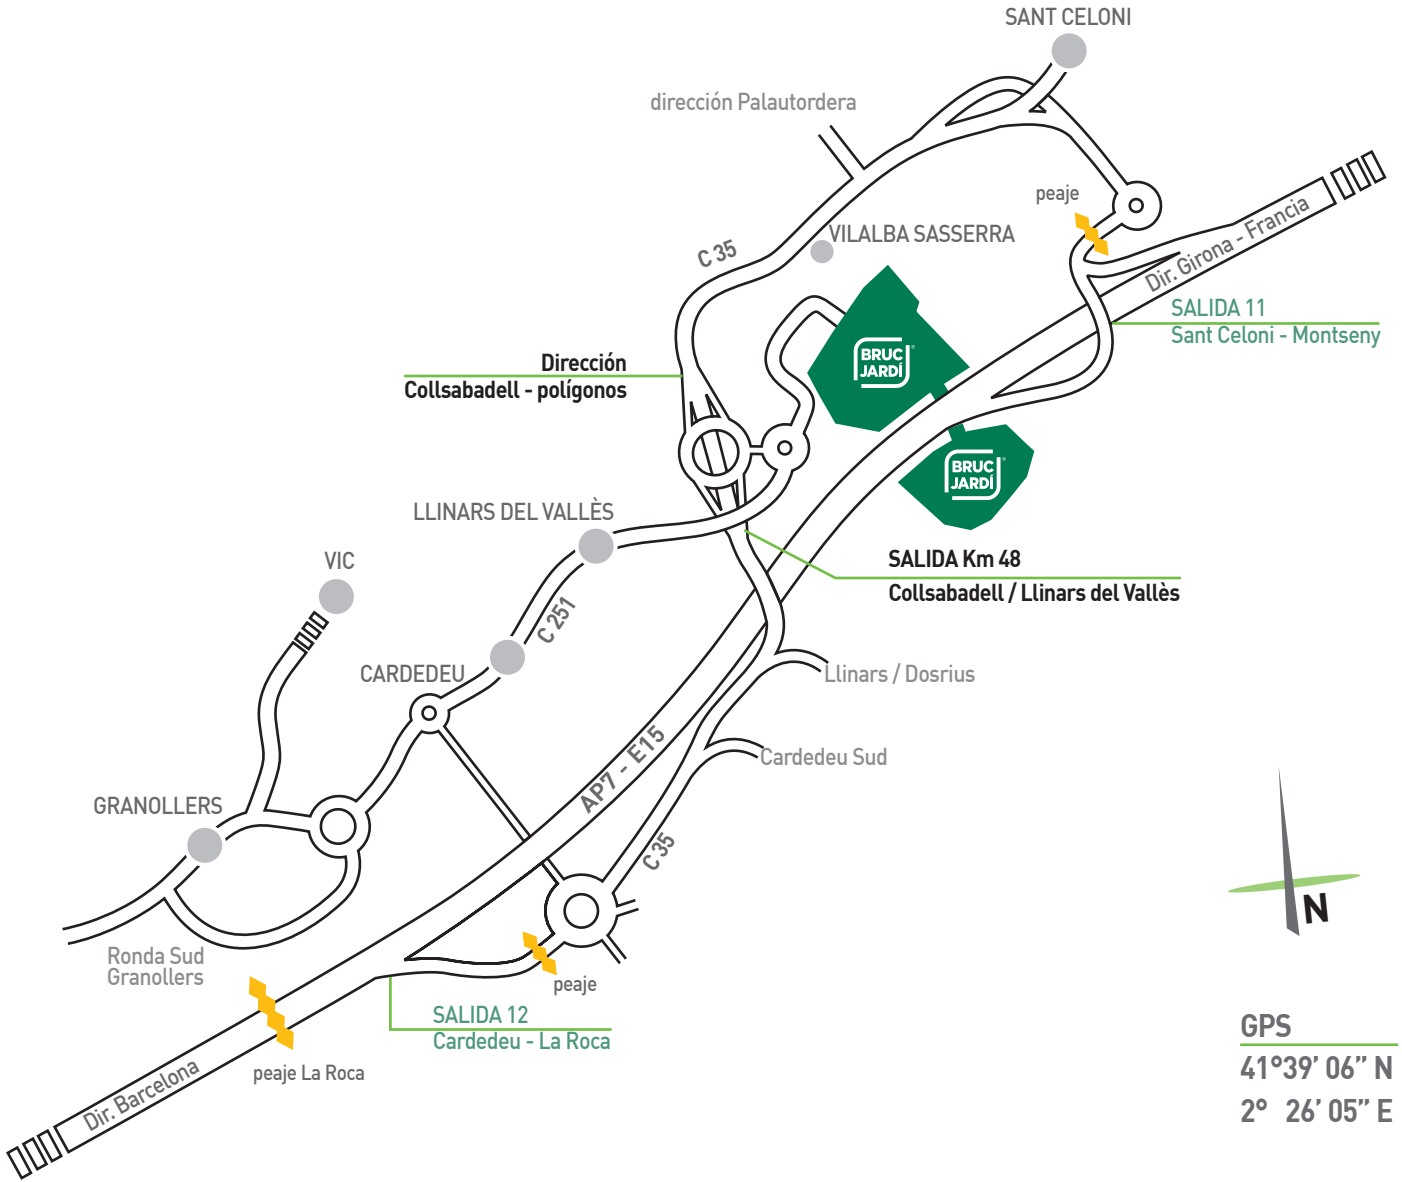 SANT CELONI
dirección Palautordera
peaje
VILALBA SASSERRA
C 35
Dir. Girona - Francia
SALIDA 11
Sant Celoni - Montseny
BRUC
JARDÍ
Dirección
Collsabadell - polígonos
BRUC
JARDÍ
LLINARS DEL VALLÈS
VIC
SALIDA Km 48
Collsabadell / Llinars del Vallès
C 251
CARDEDEU
Llinars / Dosrius
AP7 - E15
Cardedeu Sud
GRANOLLERS
C 35
N
Ronda Sud
Granollers
peaje
SALIDA 12
Cardedeu - La Roca
peaje La Roca
Dir. Barcelona
GPS
41°39’ 06” N
2° 26’ 05” E